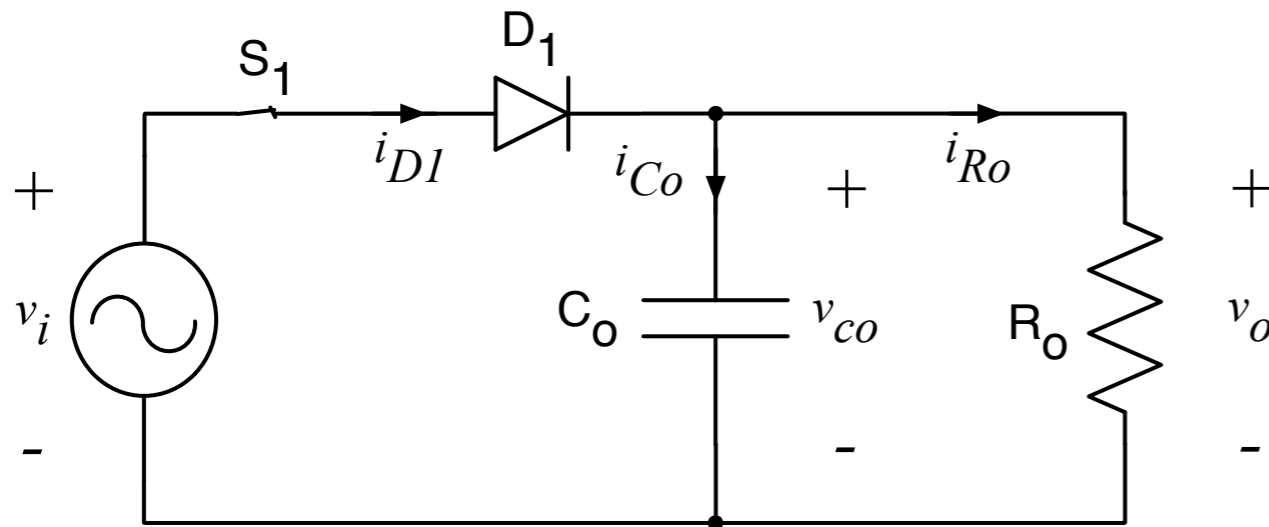 S1
D1
iD1
iCo
iRo
+
+
+
vi
Co
vco
Ro
vo
-
-
-